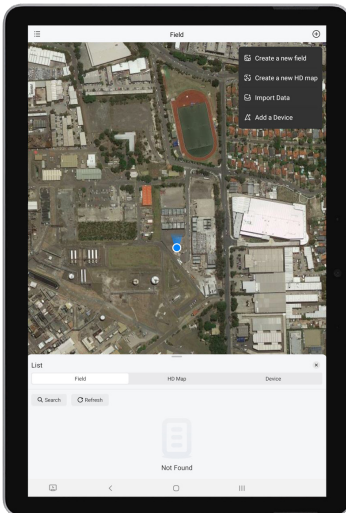 Field
Create a new field
Create a new HD map
Import Data
Add a Device
List
Field HD Map Device
Search Refresh
Not Found